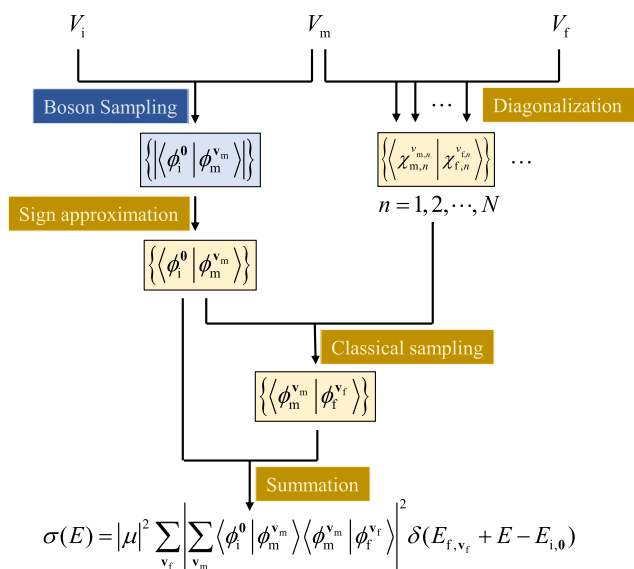 V_i V_m V_f
Boson Sampling
⋯
Diagonalization
{|⟨ϕ_i^𝟎|ϕ_m^{𝐯_m}⟩|}
{⟨χ_{m,n}^{v_{m,n}}|χ_{f,n}^{v_{f,n}}⟩} ⋯
Sign approximation
n = 1, 2, ⋯, N
{⟨ϕ_i^𝟎|ϕ_m^{𝐯_m}⟩}
Classical sampling
{⟨ϕ_m^{𝐯_m}|ϕ_f^{𝐯_f}⟩}
Summation
σ(E) = |μ|^2 ∑_{𝐯_f} |∑_{𝐯_m} ⟨ϕ_i^𝟎|ϕ_m^{𝐯_m}⟩⟨ϕ_m^{𝐯_m}|ϕ_f^{𝐯_f}⟩|^2 δ(E_{f,𝐯_f} + E − E_{i,𝟎})